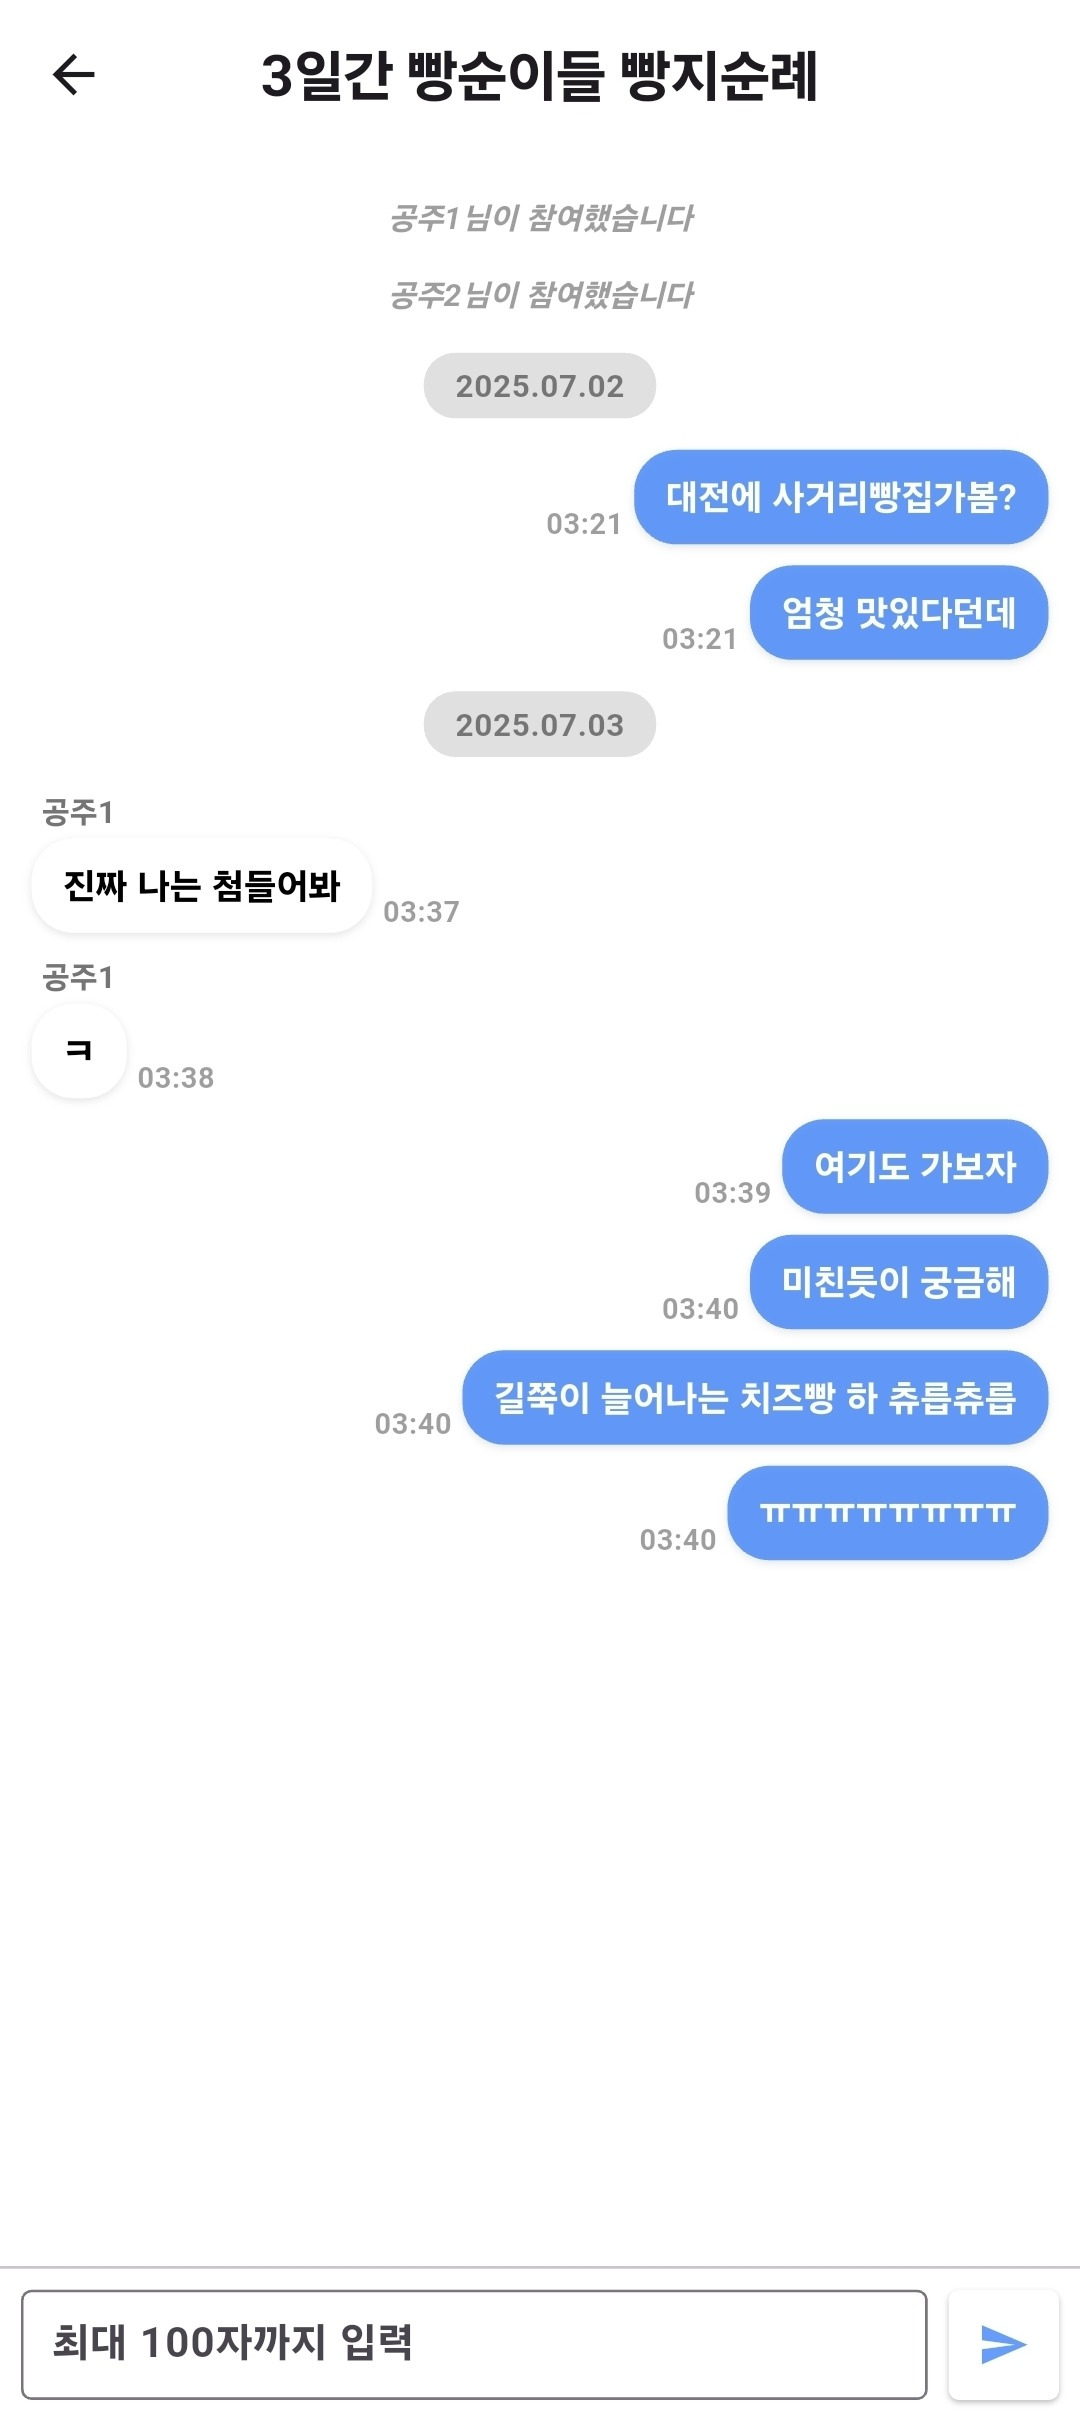 3일간 빵순이들 빵지순례
공주1님이 참여했습니다
공주2님이 참여했습니다
2025.07.02
대전에 사거리빵집가봄?
03:21
엄청 맛있다던데
03:21
2025.07.03
공주1
진짜 나는 첨들어봐
03:37
공주1
ㅋ
03:38
여기도 가보자
03:39
미친듯이 궁금해
03:40
길쭉이 늘어나는 치즈빵 하 츄릅츄릅
03:40
ㅠㅠㅠㅠㅠㅠㅠㅠ
03:40
최대 100자까지 입력